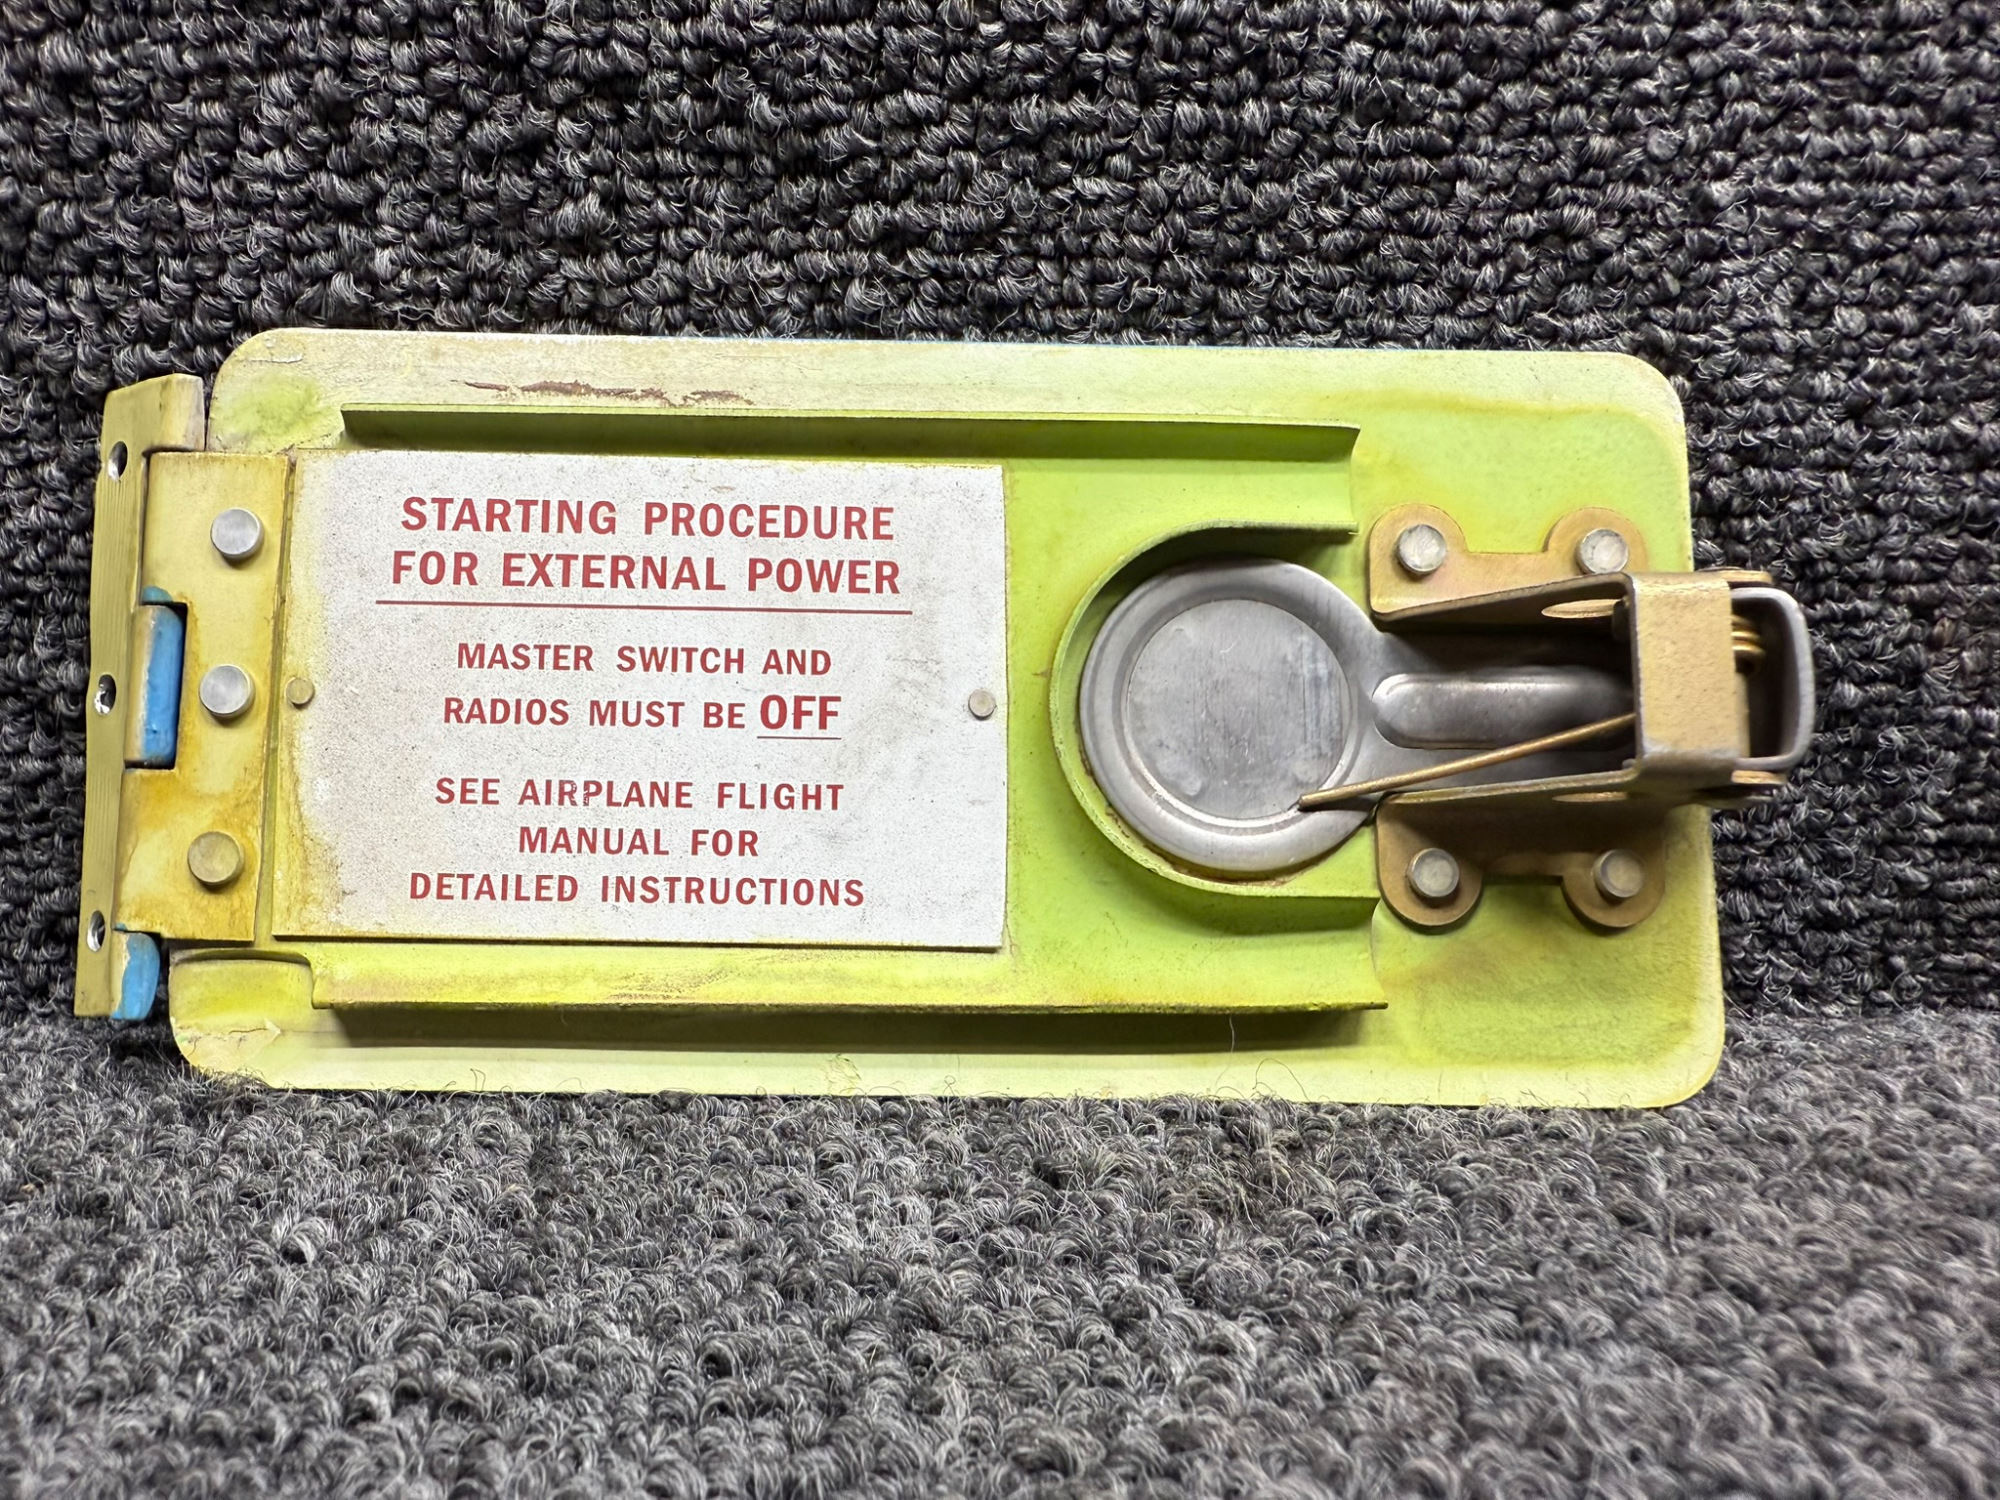 STARTING PROCEDURE
FOR EXTERNAL POWER
MASTER SWITCH AND
RADIOS MUST BE OFF
SEE AIRPLANE FLIGHT
MANUAL FOR
DETAILED INSTRUCTIONS